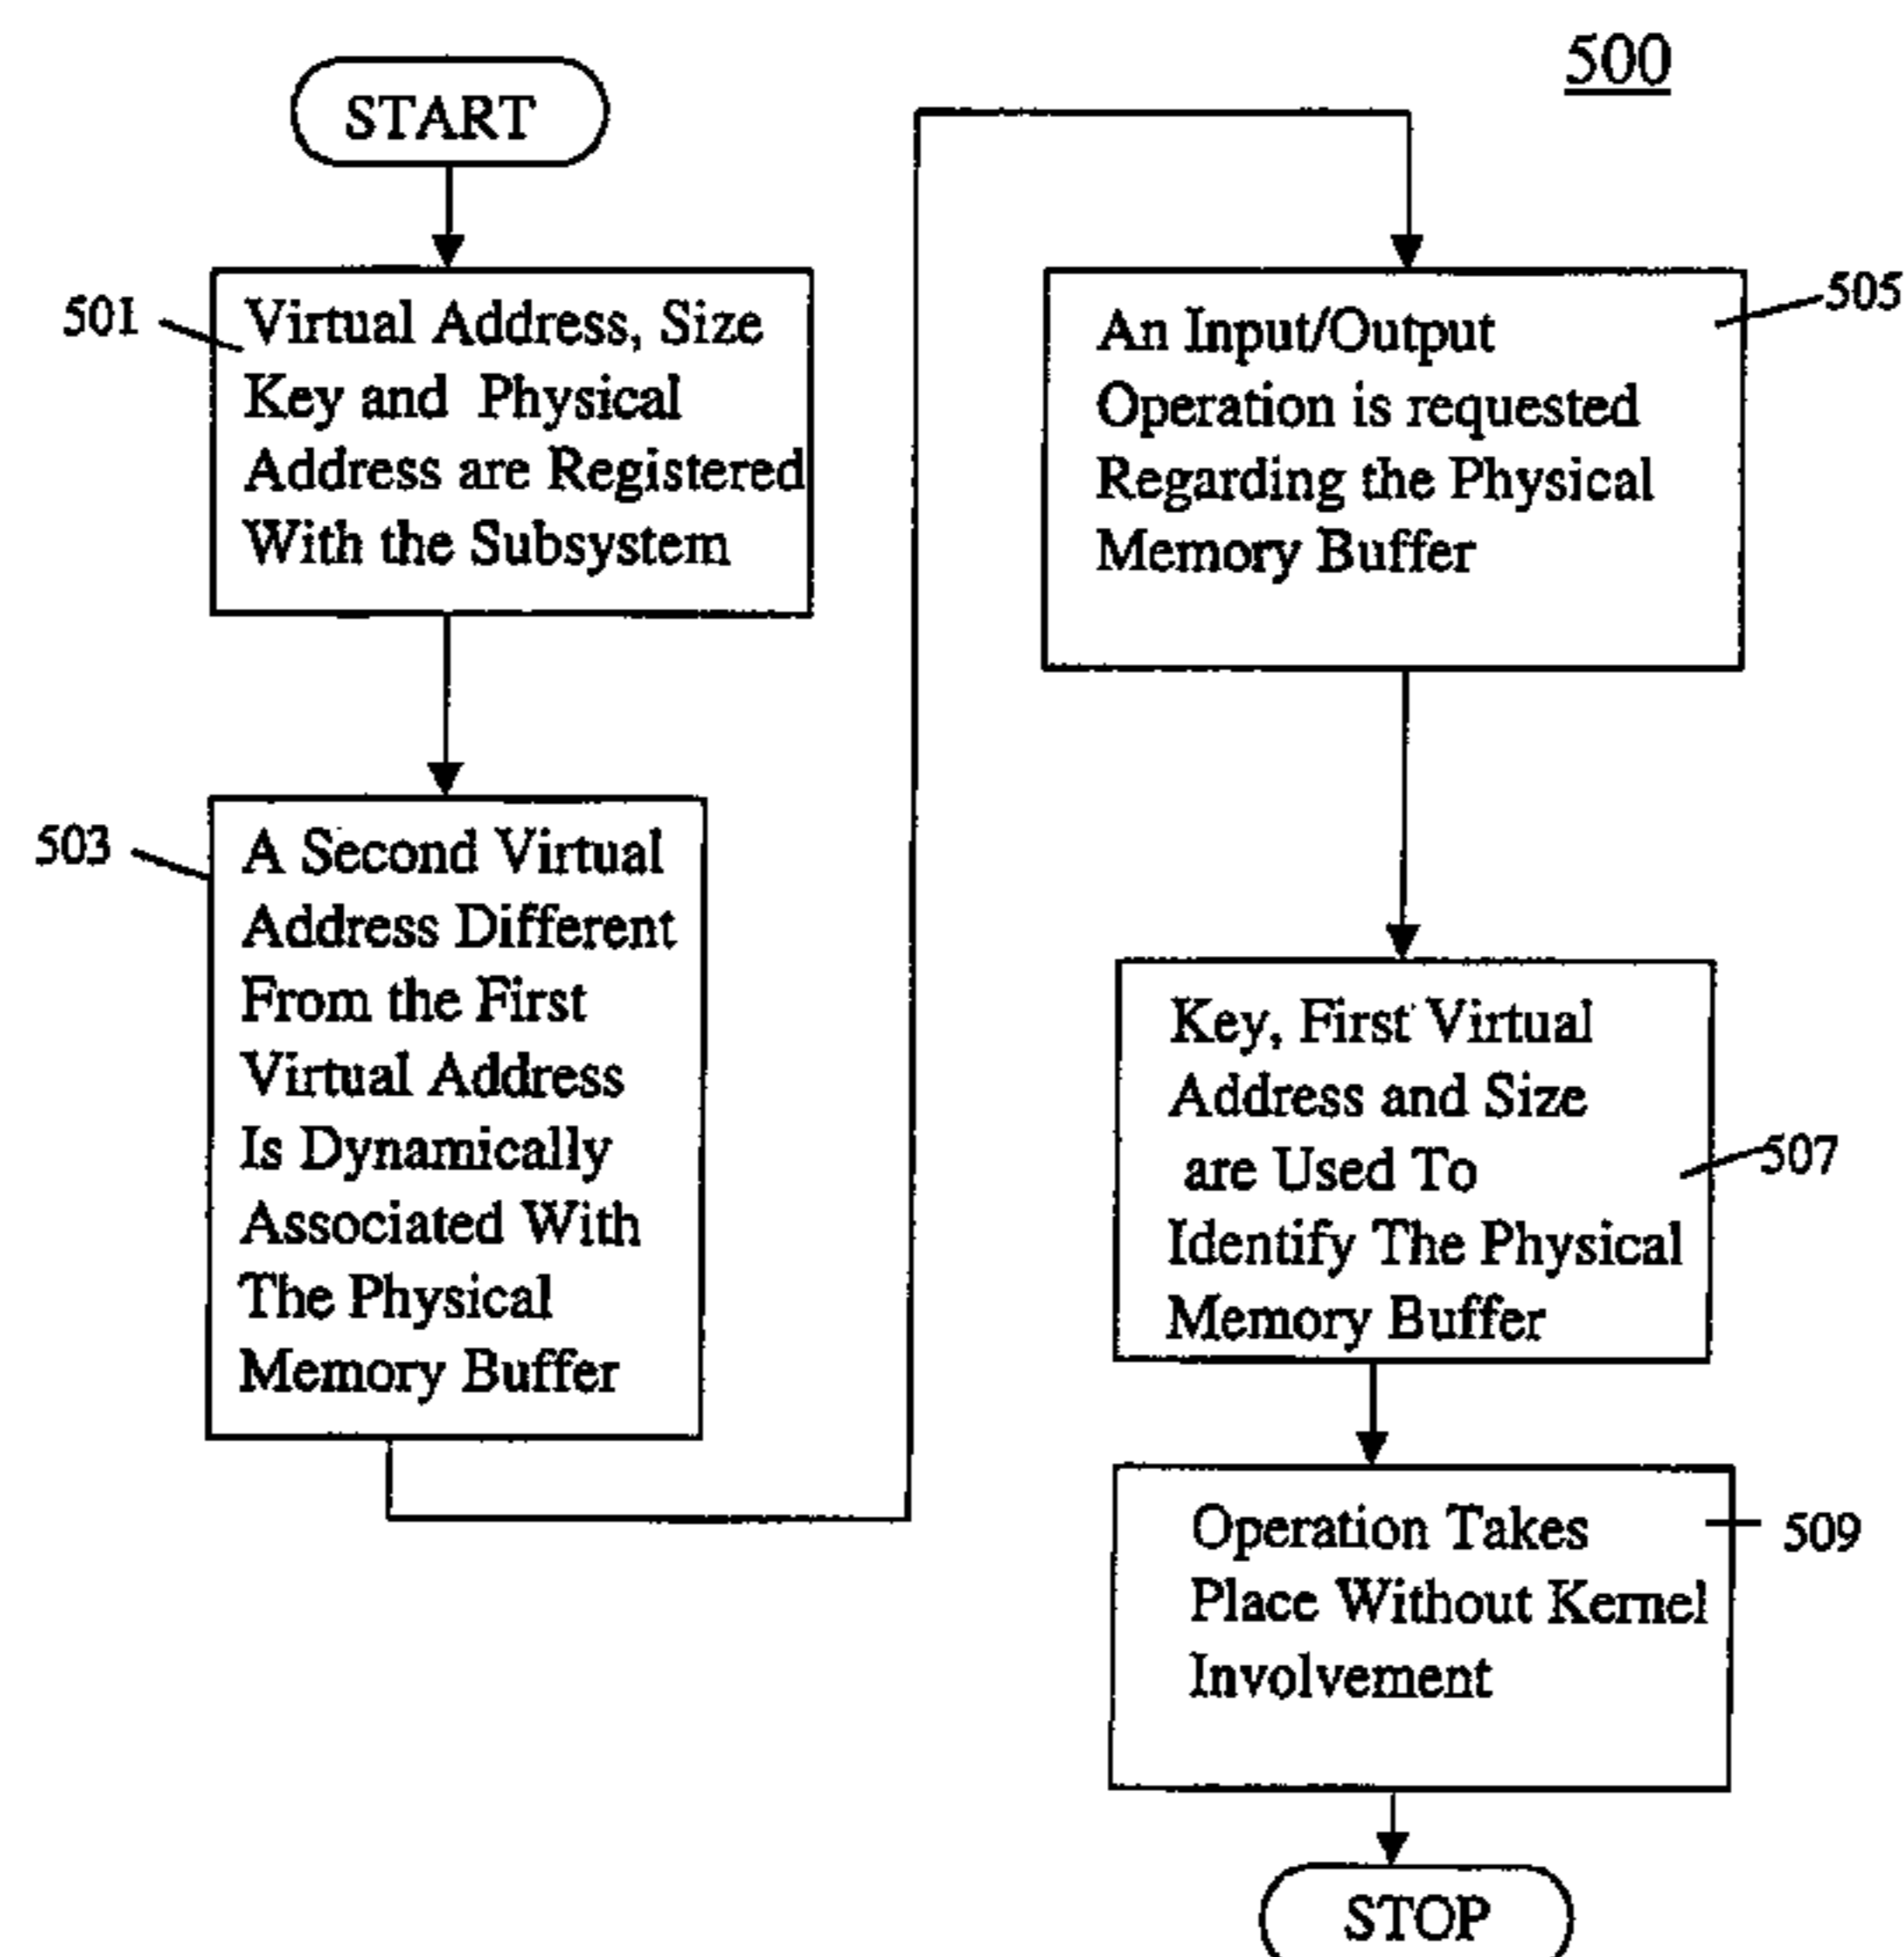 500
START
501
Virtual Address, Size
Key and Physical
Address are Registered
With the Subsystem
503
A Second Virtual
Address Different
From the First
Virtual Address
Is Dynamically
Associated With
The Physical
Memory Buffer
505
An Input/Output
Operation is requested
Regarding the Physical
Memory Buffer
507
Key, First Virtual
Address and Size
are Used To
Identify The Physical
Memory Buffer
509
Operation Takes
Place Without Kernel
Involvement
STOP